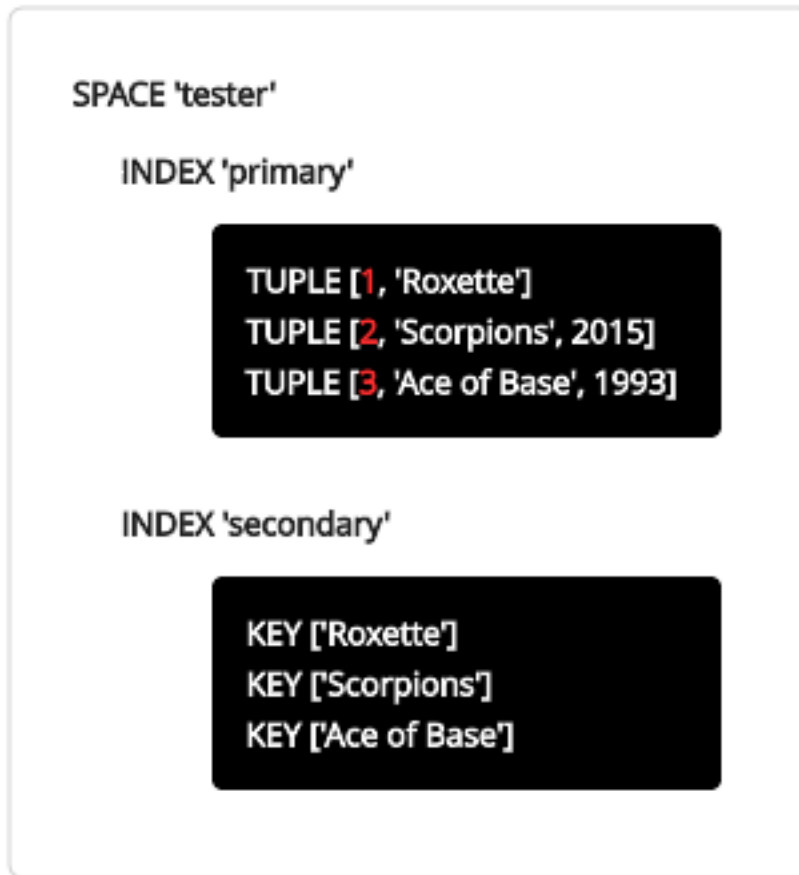 SPACE 'tester'
INDEX 'primary'
TUPLE [1, 'Roxette']
TUPLE [2, 'Scorpions', 2015]
TUPLE [3, 'Ace of Base', 1993]
INDEX 'secondary'
KEY ['Roxette']
KEY ['Scorpions']
KEY ['Ace of Base']